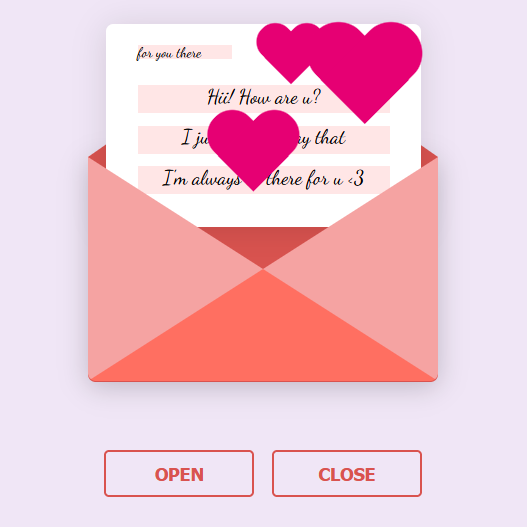 for you there
Hii! How are u?
I ju ay that
I'm always there for u <3
OPEN
CLOSE